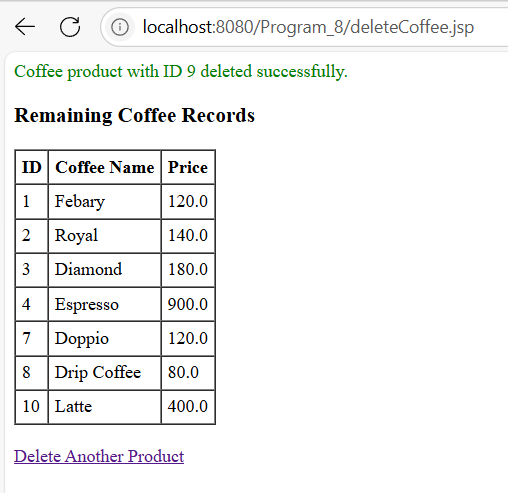 localhost:8080/Program_8/deleteCoffee.jsp
Coffee product with ID 9 deleted successfully.
Remaining Coffee Records
ID Coffee Name Price
1 Febary 120.0
2 Royal 140.0
3 Diamond 180.0
4 Espresso 900.0
7 Doppio 120.0
8 Drip Coffee 80.0
10 Latte 400.0
Delete Another Product